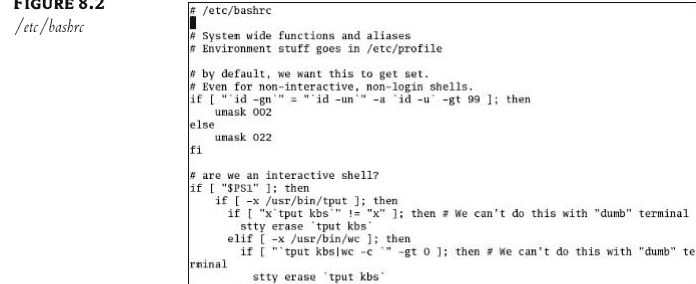 FIGURE 8.2
/etc/bashrc
# /etc/bashrc
# System wide functions and aliases
# Environment stuff goes in /etc/profile
# by default, we want this to get set.
# Even for non-interactive, non-login shells.
if [ "`id -gn`" = "`id -un`" -a `id -u` -gt 99 ]; then
    umask 002
else
    umask 022
fi
# are we an interactive shell?
if [ "$PS1" ]; then
    if [ -x /usr/bin/tput ]; then
      if [ "x`tput kbs`" != "x" ]; then # We can't do this with "dumb" terminal
        stty erase `tput kbs`
      elif [ -x /usr/bin/wc ]; then
        if [ "`tput kbs|wc -c `" -gt 0 ]; then # We can't do this with "dumb" te
rminal
          stty erase `tput kbs`